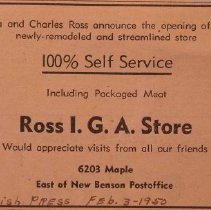 and Charles Ross announce the opening of
newly-remodeled and streamlined store
100% Self Service
Including Packaged Meat
Ross I. G. A. Store
Would appreciate visits from all our friends
6203 Maple
East of New Benson Postoffice
PRESS FEB. 3-1950